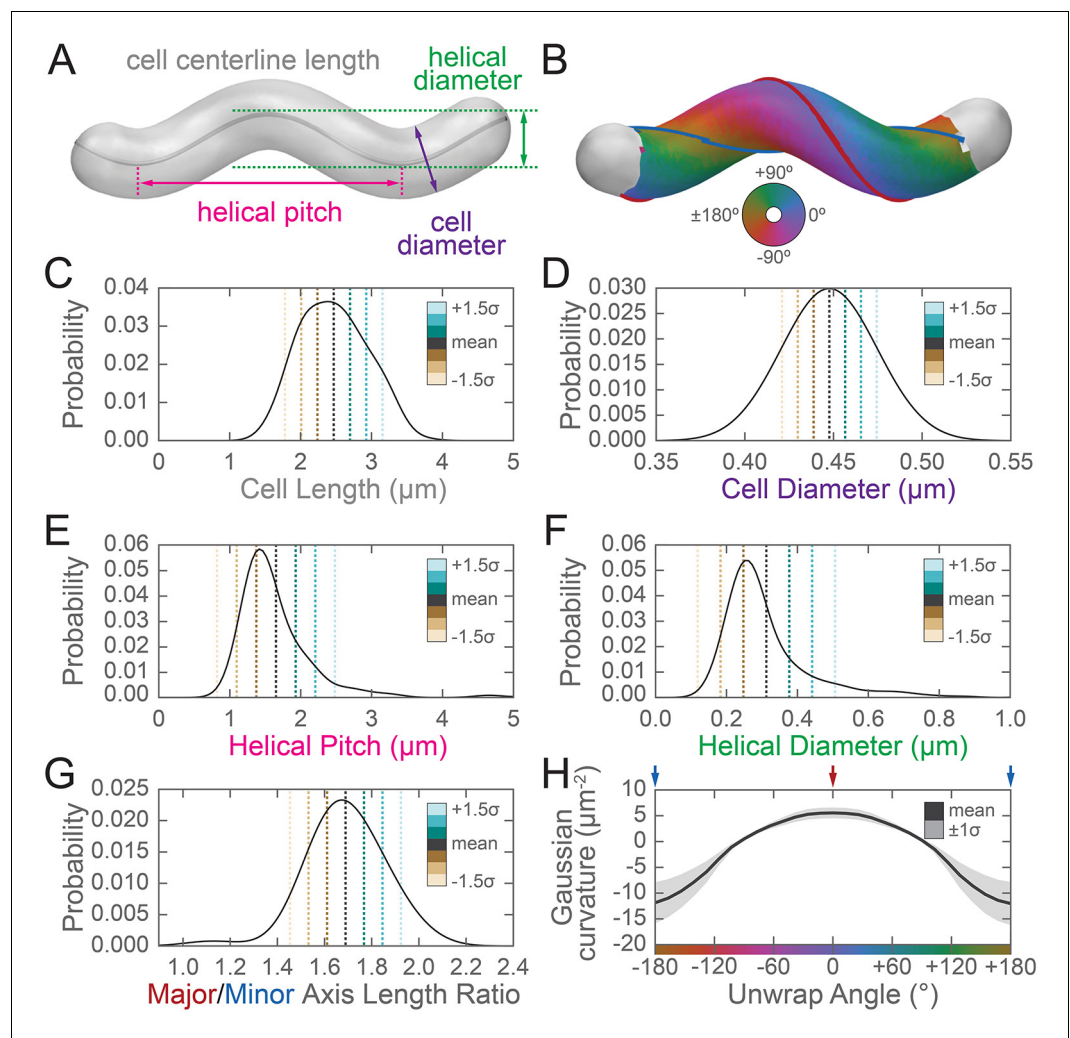 A
cell centerline length
helical
diameter
helical pitch
cell
diameter
B
+90º
±180º
0º
-90º
C
Probability
0.04
0.03
0.02
0.01
0.00
+1.5σ
mean
-1.5σ
0 1 2 3 4 5
Cell Length (µm)
D
Probability
0.030
0.025
0.020
0.015
0.010
0.005
0.000
+1.5σ
mean
-1.5σ
0.35 0.40 0.45 0.50 0.55
Cell Diameter (µm)
E
Probability
0.06
0.05
0.04
0.03
0.02
0.01
0.00
+1.5σ
mean
-1.5σ
0 1 2 3 4 5
Helical Pitch (µm)
F
Probability
0.06
0.05
0.04
0.03
0.02
0.01
0.00
+1.5σ
mean
-1.5σ
0.0 0.2 0.4 0.6 0.8 1.0
Helical Diameter (µm)
G
Probability
0.025
0.020
0.015
0.010
0.005
0.000
+1.5σ
mean
-1.5σ
1.0 1.2 1.4 1.6 1.8 2.0 2.2 2.4
Major/Minor Axis Length Ratio
H
Gaussian
curvature (µm-2)
10
5
0
-5
-10
-15
-20
mean
±1σ
-180 -120 -60 0 +60 +120 +180
Unwrap Angle (°)